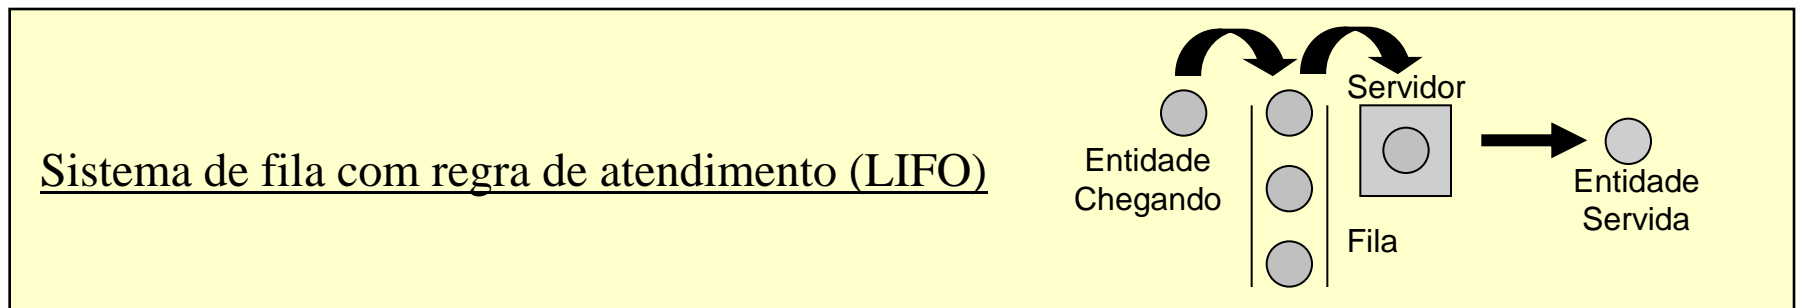 Sistema de fila com regra de atendimento (LIFO)
Entidade
Chegando
Servidor
Fila
Entidade
Servida